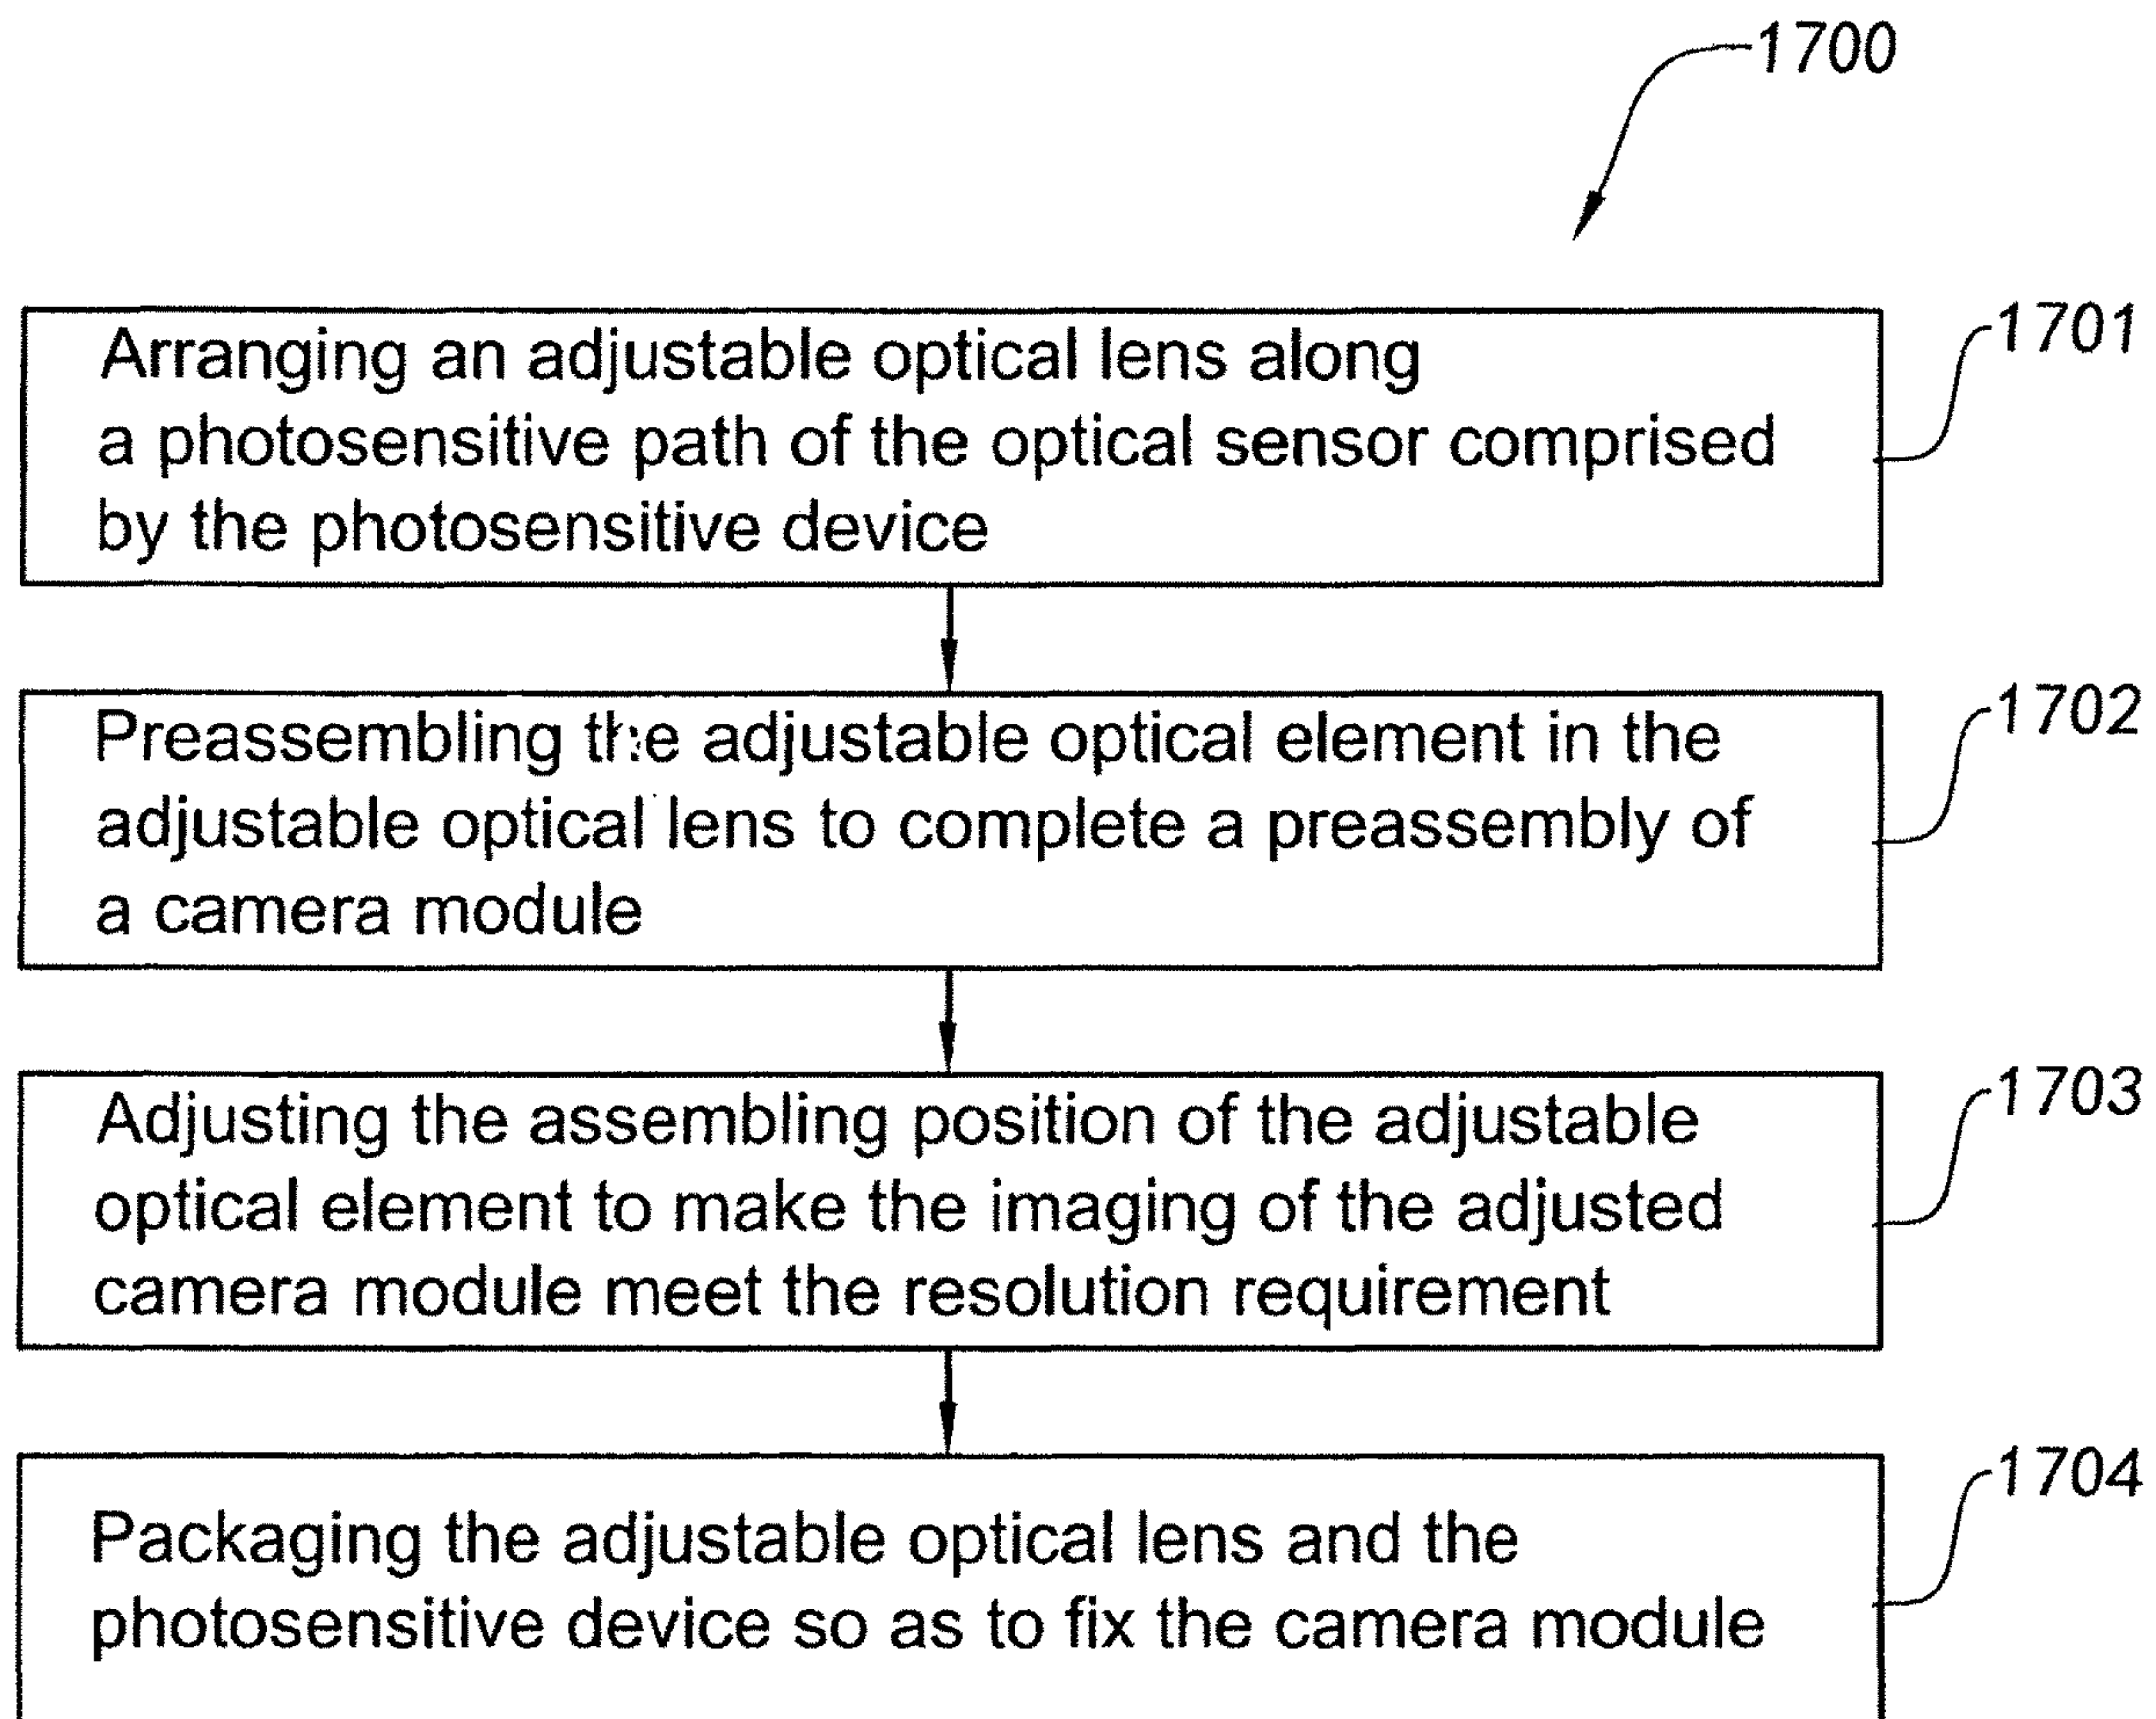 1700
Arranging an adjustable optical lens along
a photosensitive path of the optical sensor comprised
by the photosensitive device
1701
Preassembling the adjustable optical element in the
adjustable optical lens to complete a preassembly of
a camera module
1702
Adjusting the assembling position of the adjustable
optical element to make the imaging of the adjusted
camera module meet the resolution requirement
1703
Packaging the adjustable optical lens and the
photosensitive device so as to fix the camera module
1704